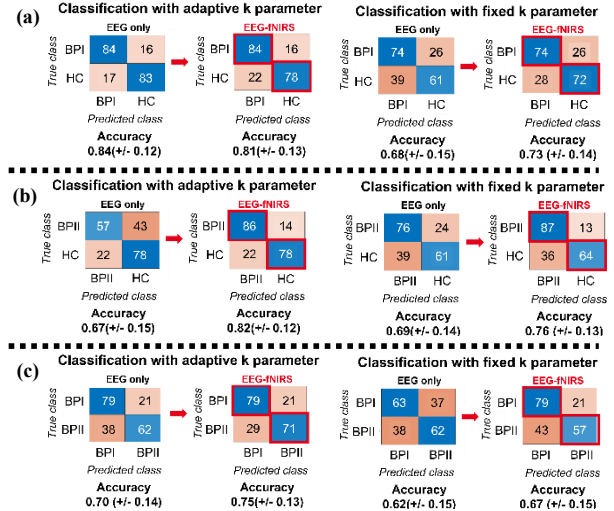 (a)
Classification with adaptive k parameter
Classification with fixed k parameter
EEG only
EEG-fNIRS
EEG only
EEG-fNIRS
True class
BPI 84 16
HC 17 83
BPI HC
BPI 84 16
HC 22 78
BPI HC
Predicted class
Accuracy
0.84(+/- 0.12)
Accuracy
0.81(+/- 0.13)
True class
BPI 74 26
HC 39 61
BPI HC
BPI 74 26
HC 28 72
BPI HC
Predicted class
Accuracy
0.68(+/- 0.15)
Accuracy
0.73 (+/- 0.14)
(b)
Classification with adaptive k parameter
Classification with fixed k parameter
EEG only
EEG-fNIRS
EEG only
EEG-fNIRS
True class
BPII 57 43
HC 22 78
BPII HC
BPII 86 14
HC 22 78
BPII HC
Predicted class
Accuracy
0.67(+/- 0.15)
Accuracy
0.82(+/- 0.12)
True class
BPII 76 24
HC 39 61
BPII HC
BPII 87 13
HC 36 64
BPII HC
Predicted class
Accuracy
0.69(+/- 0.14)
Accuracy
0.76 (+/- 0.13)
(c)
Classification with adaptive k parameter
Classification with fixed k parameter
EEG only
EEG-fNIRS
EEG only
EEG-fNIRS
True class
BPI 79 21
BPII 38 62
BPI BPII
BPI 79 21
BPII 29 71
BPI BPII
Predicted class
Accuracy
0.70 (+/- 0.14)
Predicted class
Accuracy
0.75(+/- 0.13)
True class
BPI 63 37
BPII 38 62
BPI BPII
BPI 79 21
BPII 43 57
BPI BPII
Predicted class
Accuracy
0.62(+/- 0.15)
Predicted class
Accuracy
0.67 (+/- 0.15)